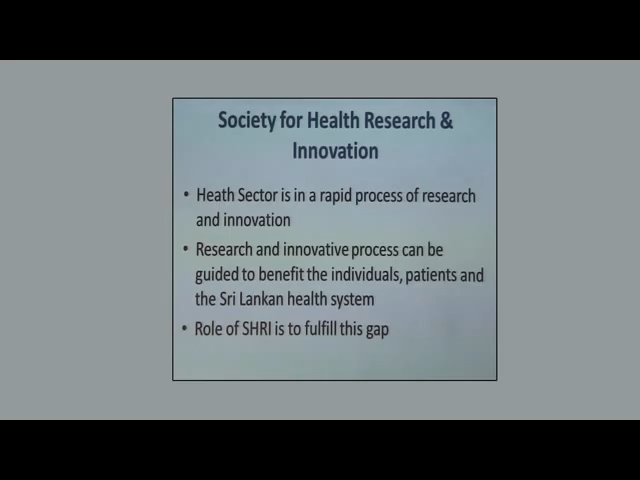 Society for Health Research &
Innovation
• Heath Sector is in a rapid process of research
and innovation
• Research and innovative process can be
guided to benefit the individuals, patients and
the Sri Lankan health system
• Role of SHRI is to fulfill this gap